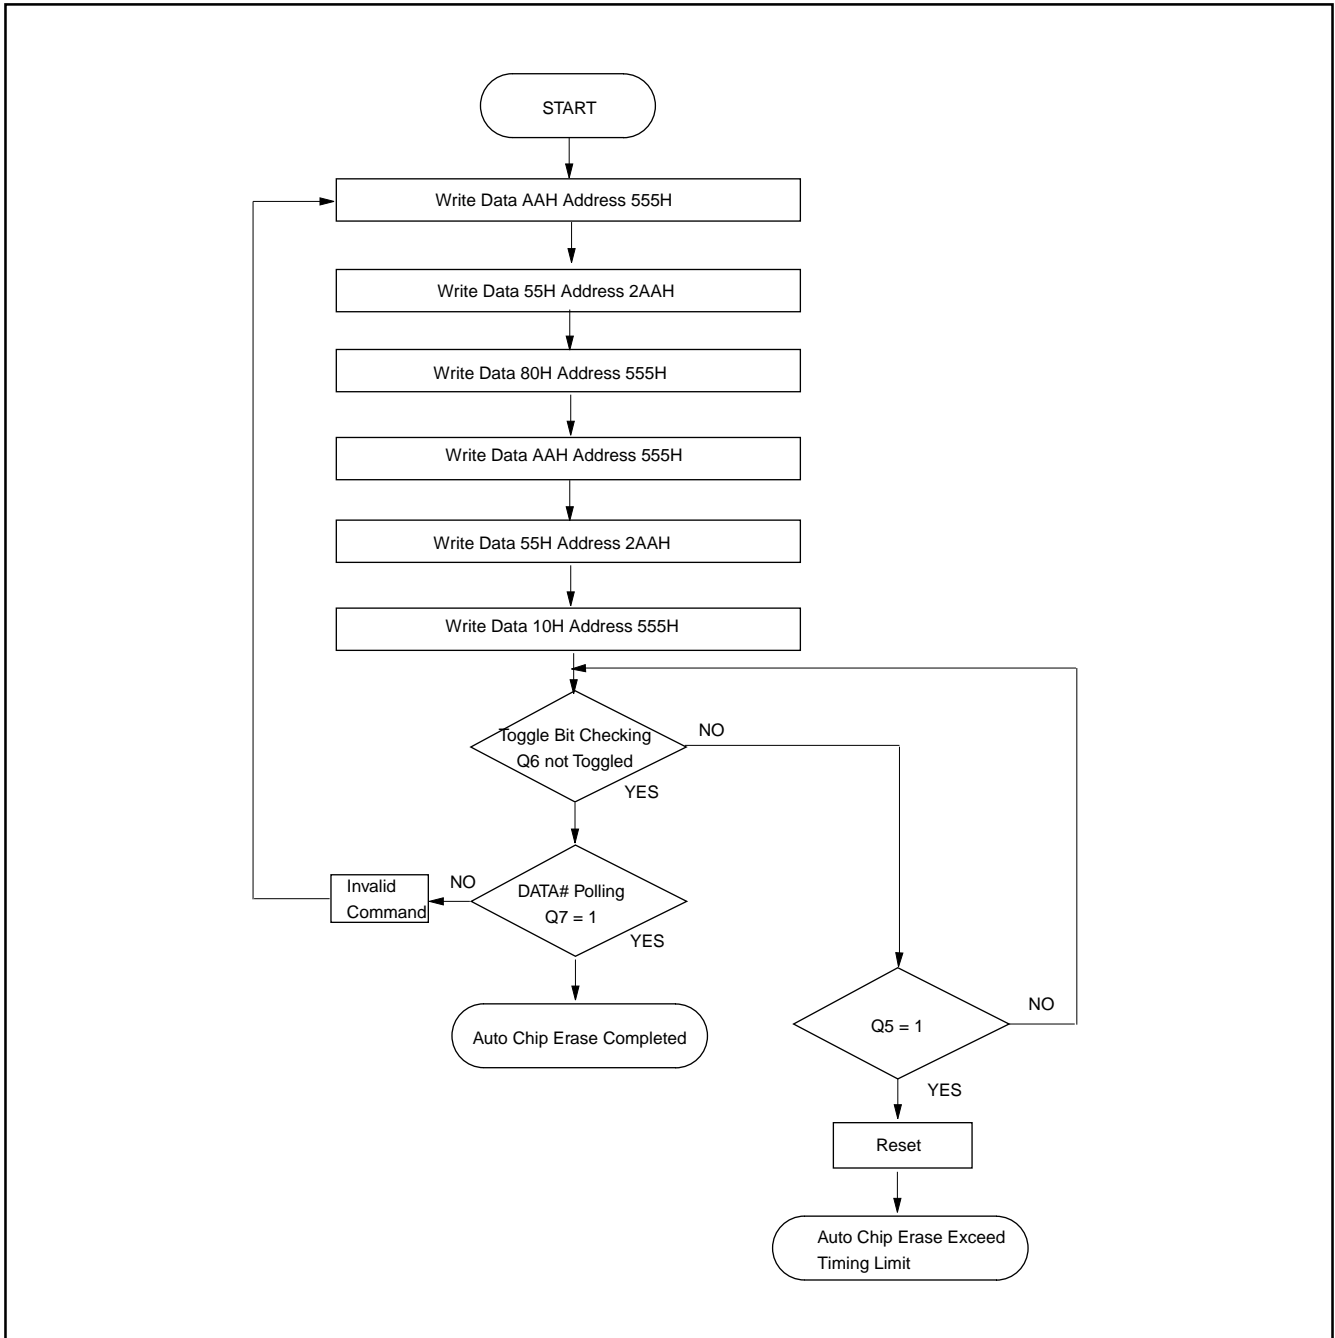 START
Write Data AAH Address 555H
Write Data 55H Address 2AAH
Write Data 80H Address 555H
Write Data AAH Address 555H
Write Data 55H Address 2AAH
Write Data 10H Address 555H
Toggle Bit Checking
Q6 not Toggled
NO
YES
Invalid
Command
NO
DATA# Polling
Q7 = 1
YES
Auto Chip Erase Completed
Q5 = 1
NO
YES
Reset
Auto Chip Erase Exceed
Timing Limit